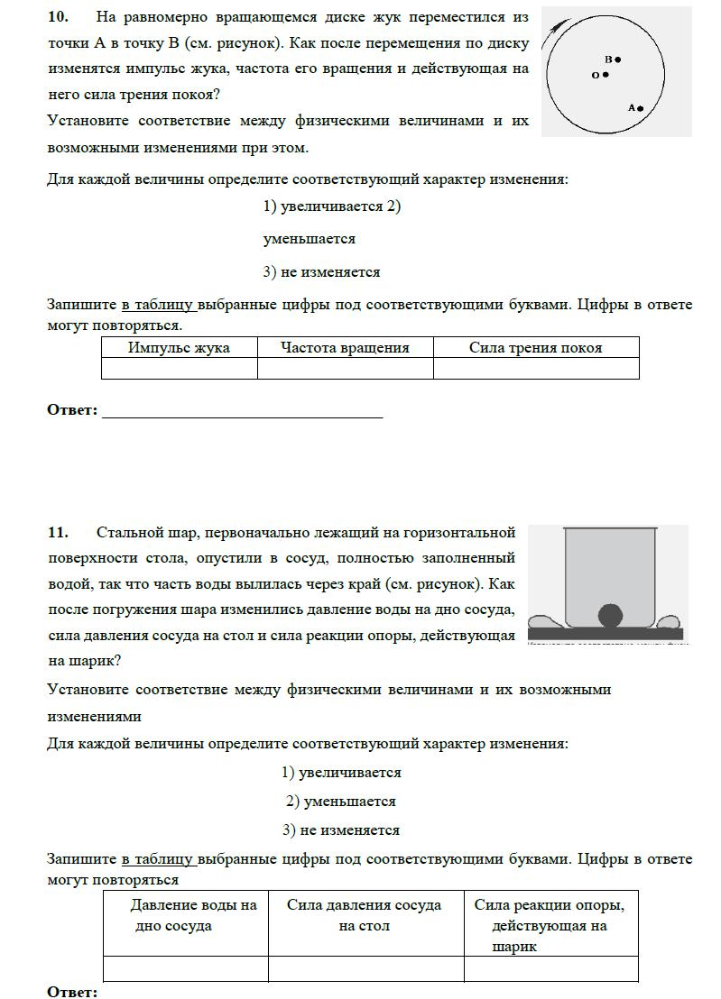 10. На равномерно вращающемся диске жук переместился из
точки А в точку В (см. рисунок). Как после перемещения по диску
изменятся импульс жука, частота его вращения и действующая на
него сила трения покоя?
B
O
A
Установите соответствие между физическими величинами и их
возможными изменениями при этом.
Для каждой величины определите соответствующий характер изменения:
1) увеличивается 2)
уменьшается
3) не изменяется
Запишите в таблицу выбранные цифры под соответствующими буквами. Цифры в ответе
могут повторяться.
Импульс жука Частота вращения Сила трения покоя
Ответ:
11. Стальной шар, первоначально лежащий на горизонтальной
поверхности стола, опустили в сосуд, полностью заполненный
водой, так что часть воды вылилась через край (см. рисунок). Как
после погружения шара изменились давление воды на дно сосуда,
сила давления сосуда на стол и сила реакции опоры, действующая
на шарик?
Установите соответствие между физическими величинами и их возможными
изменениями
Для каждой величины определите соответствующий характер изменения:
1) увеличивается
2) уменьшается
3) не изменяется
Запишите в таблицу выбранные цифры под соответствующими буквами. Цифры в ответе
могут повторяться
Давление воды на Сила давления сосуда Сила реакции опоры,
дно сосуда на стол действующая на
шарик
Ответ: